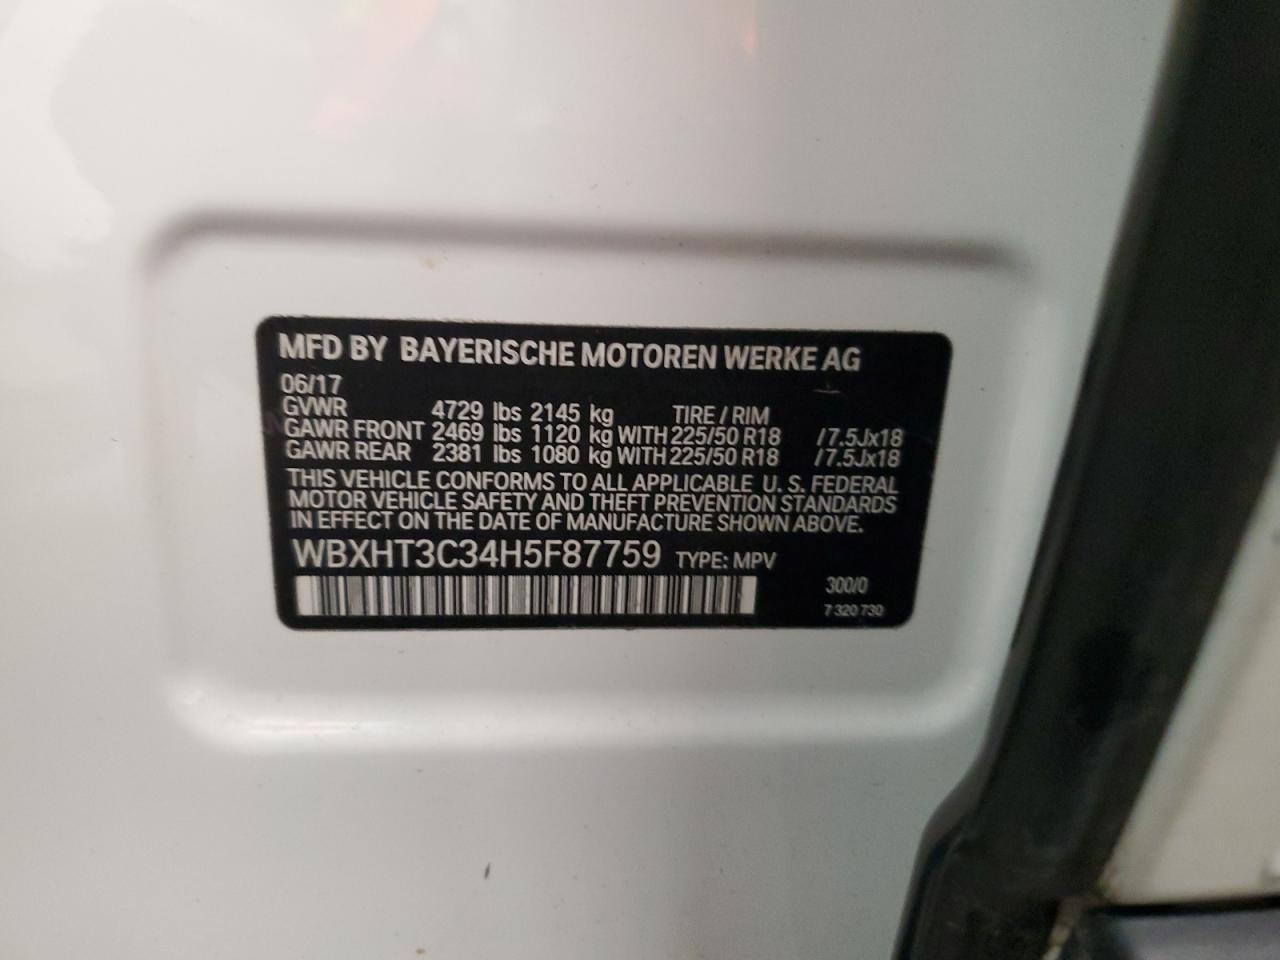 MFD BY BAYERISCHE MOTOREN WERKE AG
06/17
GVWR 4729 lbs 2145 kg TIRE / RIM
GAWR FRONT 2469 lbs 1120 kg WITH 225/50 R18 /7.5Jx18
GAWR REAR 2381 lbs 1080 kg WITH 225/50 R18 /7.5Jx18
THIS VEHICLE CONFORMS TO ALL APPLICABLE U. S. FEDERAL
MOTOR VEHICLE SAFETY AND THEFT PREVENTION STANDARDS
IN EFFECT ON THE DATE OF MANUFACTURE SHOWN ABOVE.
WBXHT3C34H5F87759 TYPE: MPV
300/0
7 320 730